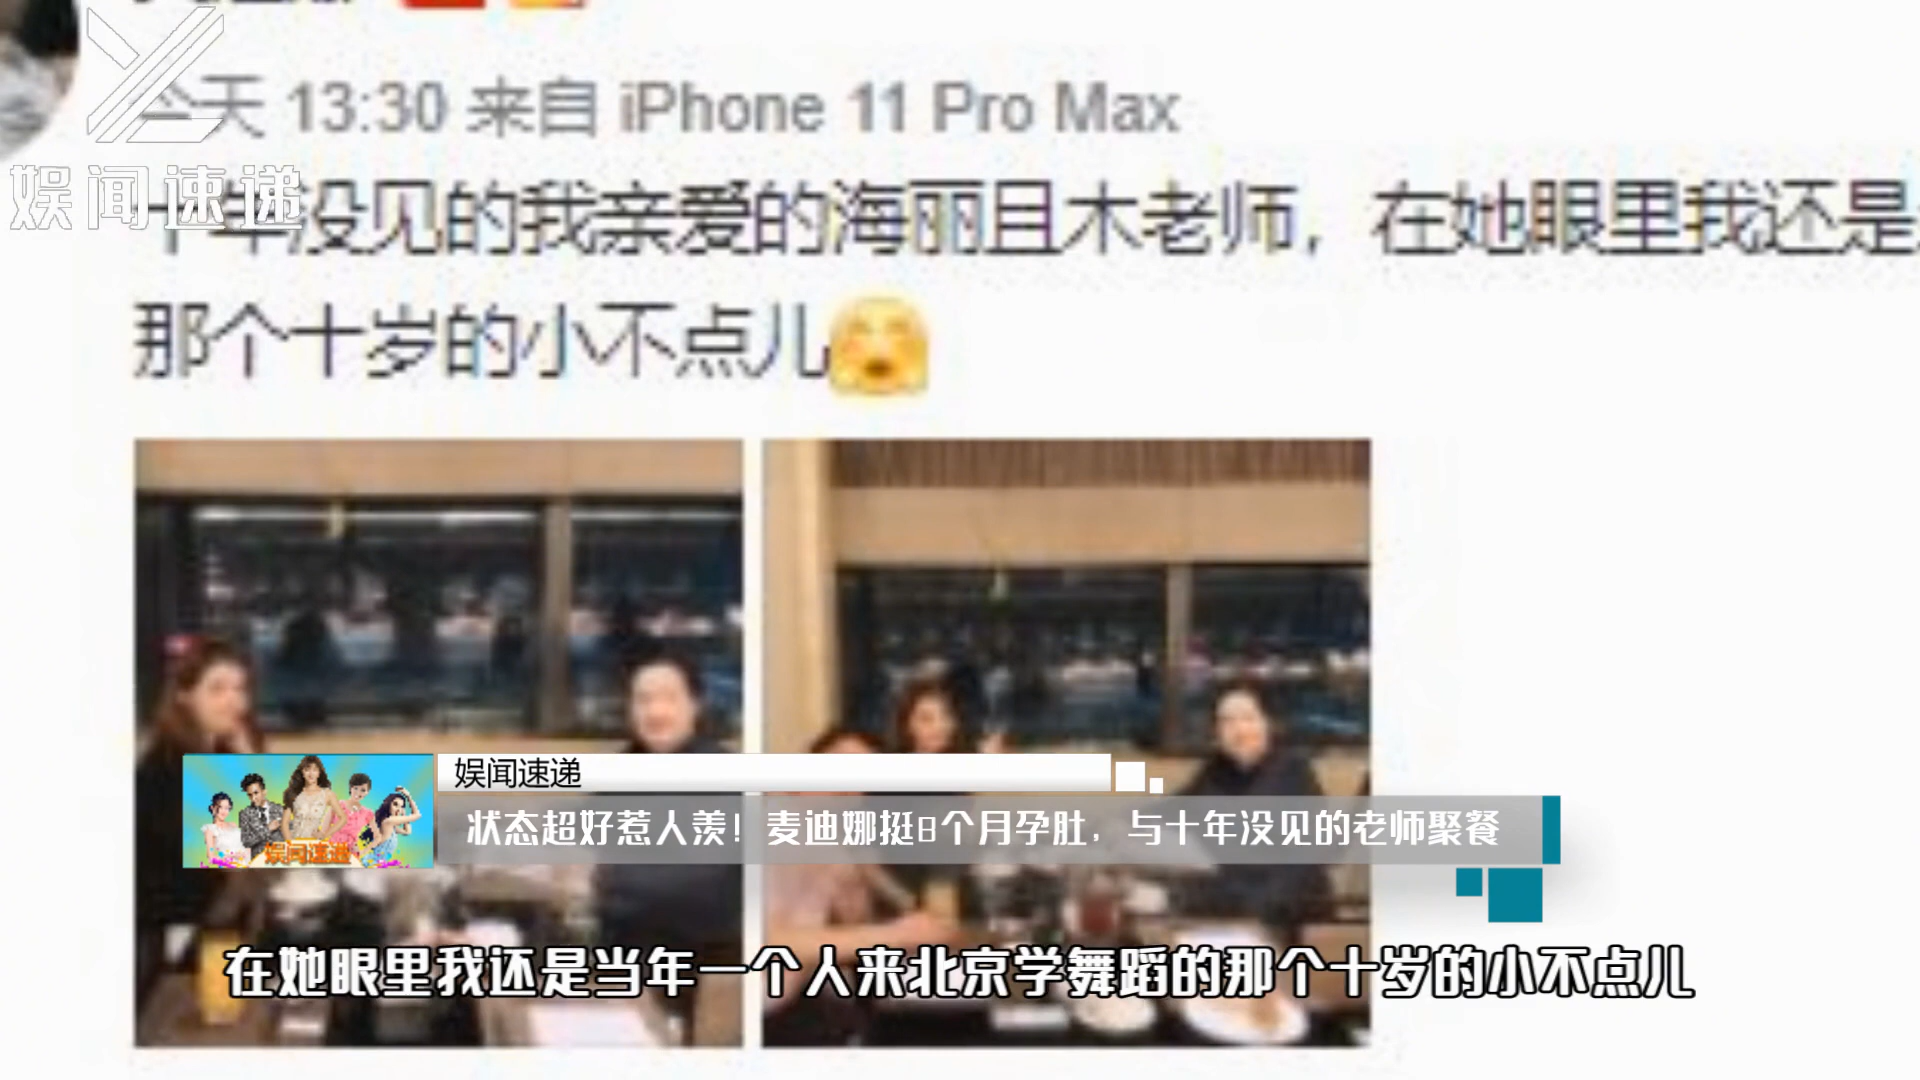 今天 13:30 来自 iPhone 11 Pro Max
娱闻速递
十年没见的我亲爱的海丽且木老师，在她眼里我还是
那个十岁的小不点儿
娱闻速递
状态超好惹人羡！麦迪娜挺8个月孕肚，与十年没见的老师聚餐
娱闻速递
在她眼里我还是当年一个人来北京学舞蹈的那个十岁的小不点儿